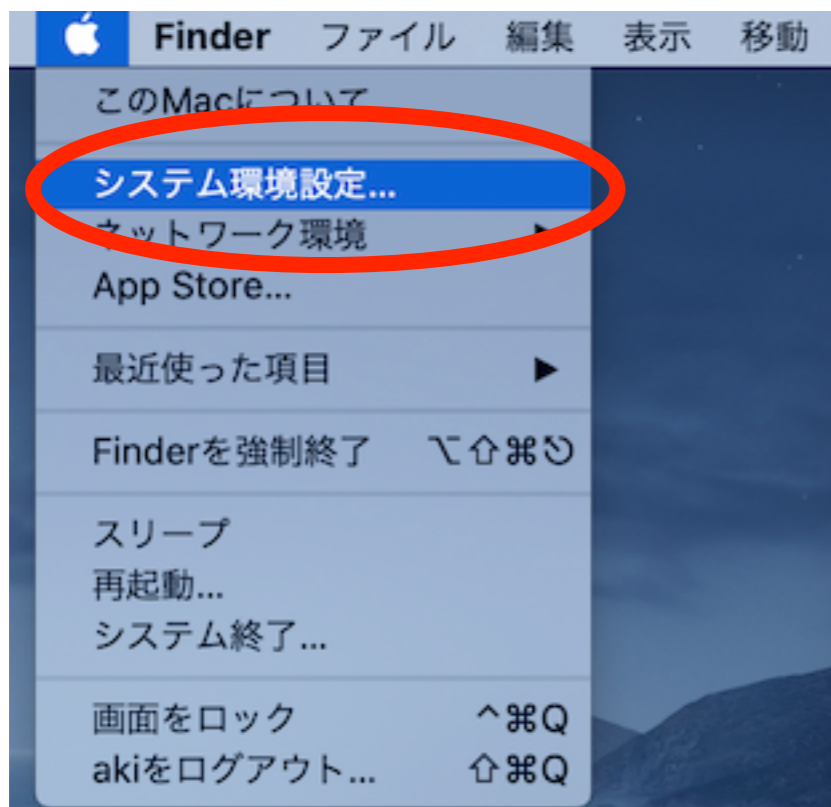 Finder ファイル 編集 表示 移動
このMacについて
システム環境設定...
ネットワーク環境
App Store...
最近使った項目
Finderを強制終了 ⌥⇧⌘⎋
スリープ
再起動...
システム終了...
画面をロック ^⌘Q
akiをログアウト... ⇧⌘Q